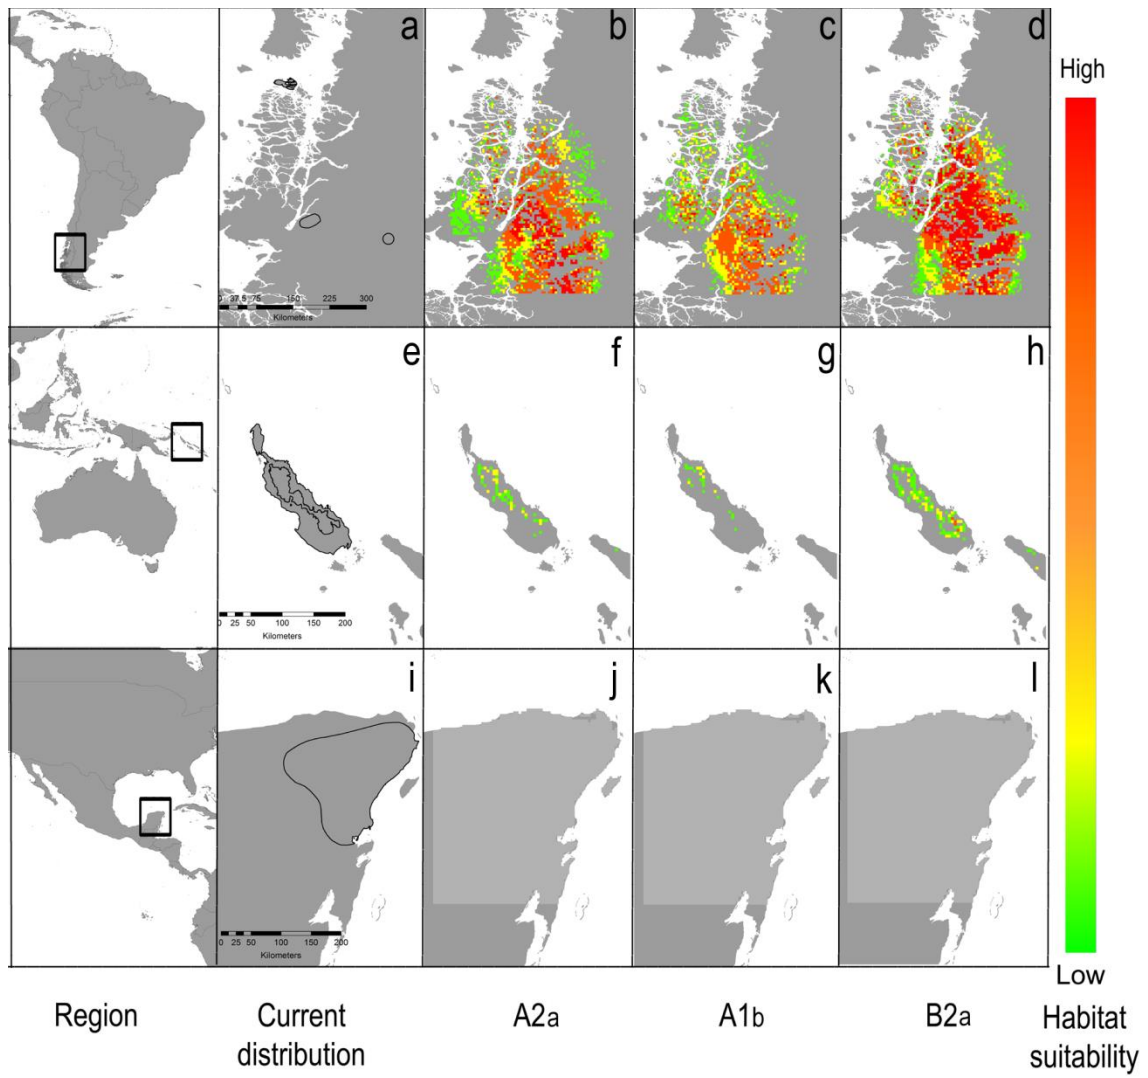 a
b
c
d
High
0 37.5 75 150 225 300
Kilometers
e
f
g
h
0 25 50 100 150 200
Kilometers
i
j
k
l
0 25 50 100 150 200
Kilometers
Low
Region
Current
distribution
A2a
A1b
B2a
Habitat
suitability